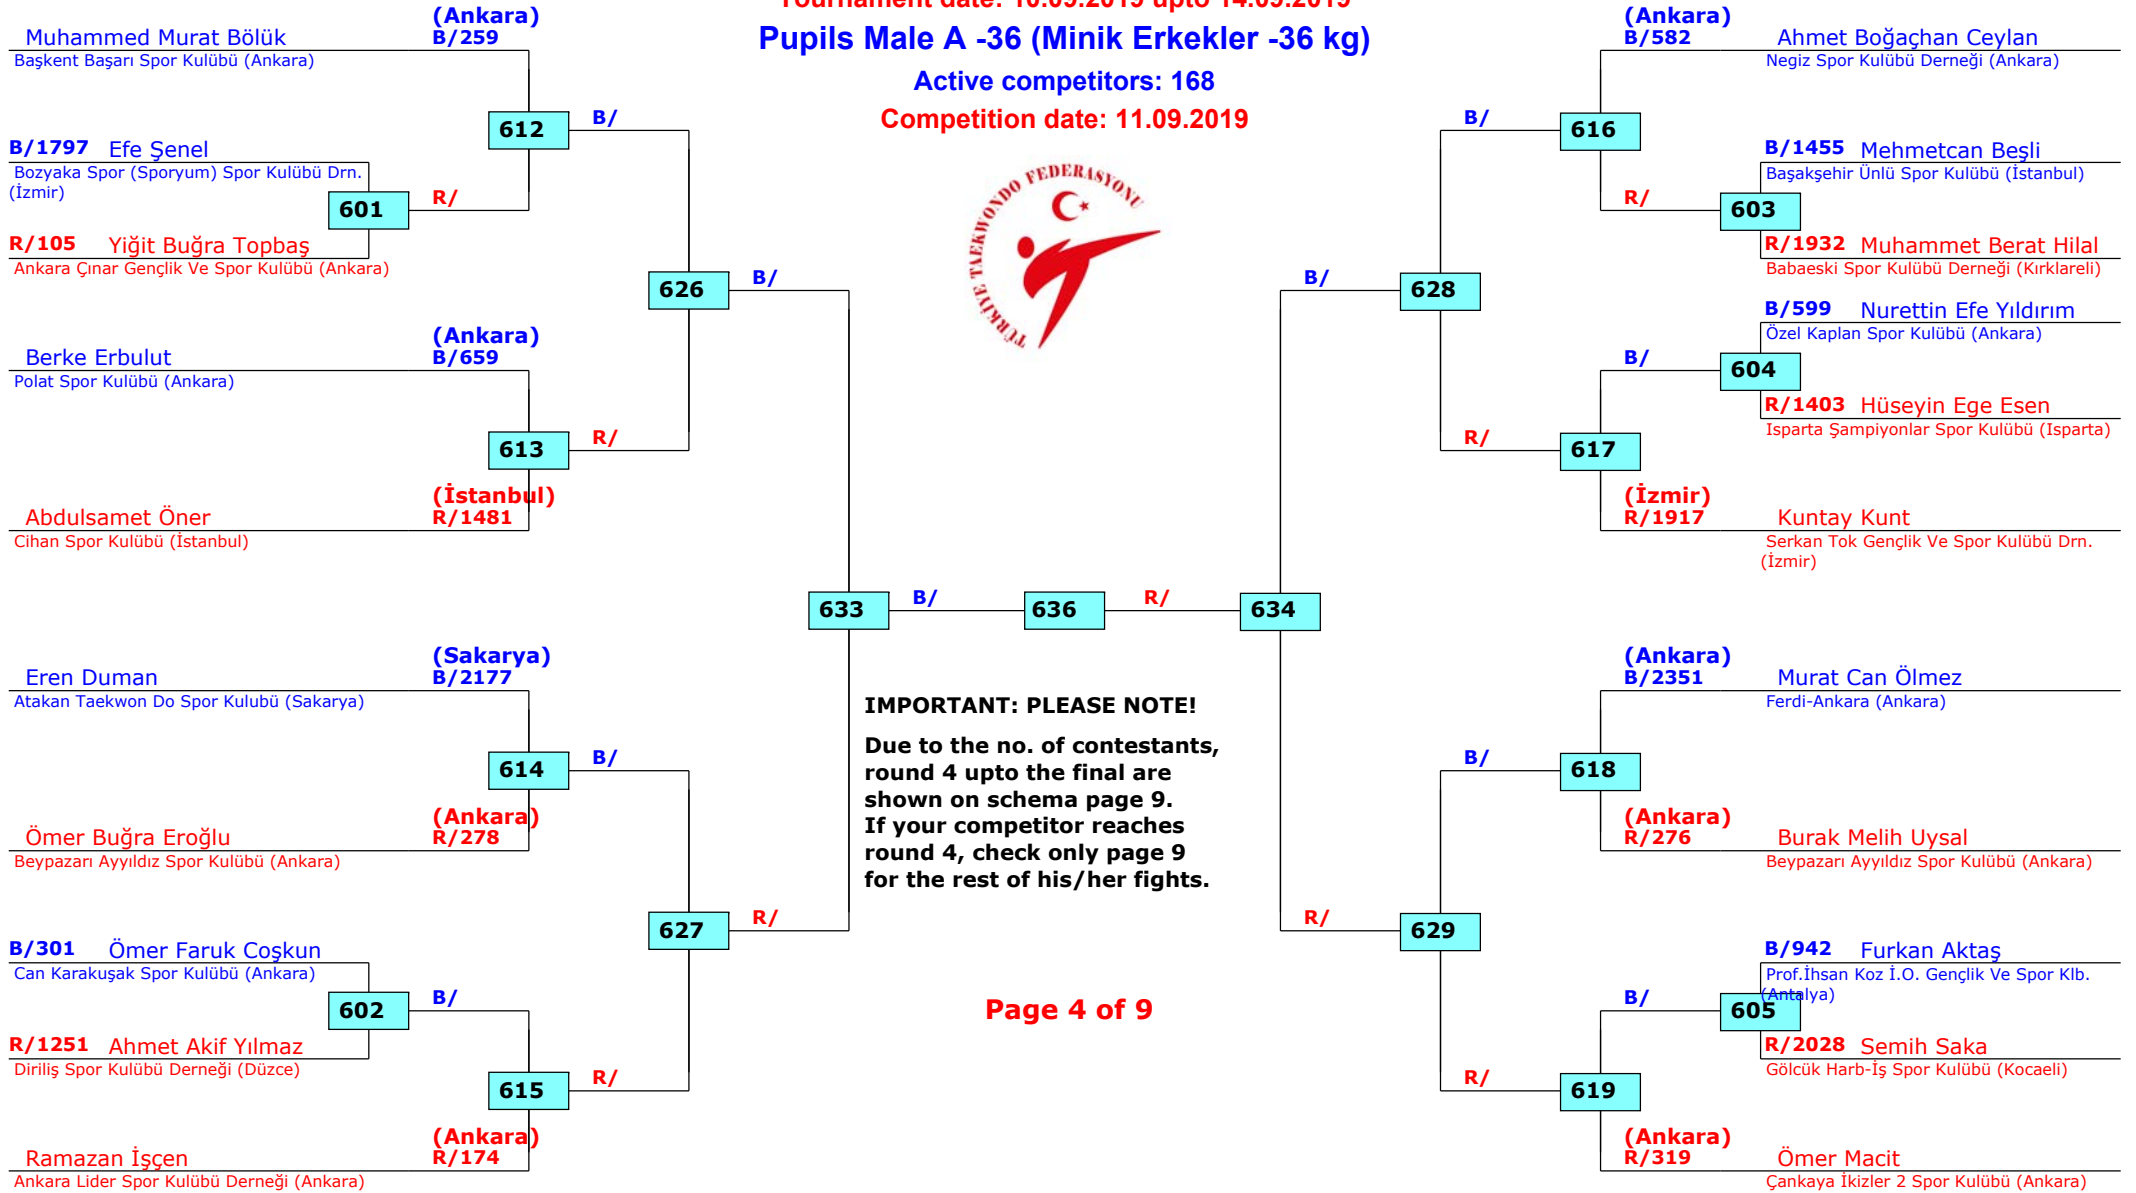 Tournament date: 10.09.2019 upto 14.09.2019
Pupils Male A -36 (Minik Erkekler -36 kg)
Active competitors: 168
Competition date: 11.09.2019
TÜRKİYE TAEKWONDO FEDERASYONU
(Ankara)
Muhammed Murat Bölük B/259
Başkent Başarı Spor Kulübü (Ankara)
612 B/
B/1797 Efe Şenel
Bozyaka Spor (Sporyum) Spor Kulübü Drn.
(İzmir)
601 R/
R/105 Yiğit Buğra Topbaş
Ankara Çınar Gençlik Ve Spor Kulübü (Ankara)
626 B/
(Ankara)
Berke Erbulut B/659
Polat Spor Kulübü (Ankara)
613 R/
(İstanbul)
Abdulsamet Öner R/1481
Cihan Spor Kulübü (İstanbul)
633 B/ 636 R/ 634
(Sakarya)
Eren Duman B/2177
Atakan Taekwon Do Spor Kulubü (Sakarya)
614 B/
(Ankara)
Ömer Buğra Eroğlu R/278
Beypazarı Ayyıldız Spor Kulübü (Ankara)
627 R/
B/301 Ömer Faruk Coşkun
Can Karakuşak Spor Kulübü (Ankara)
602 B/
R/1251 Ahmet Akif Yılmaz
Diriliş Spor Kulübü Derneği (Düzce)
615 R/
(Ankara)
Ramazan İşçen R/174
Ankara Lider Spor Kulübü Derneği (Ankara)
IMPORTANT: PLEASE NOTE!
Due to the no. of contestants,
round 4 upto the final are
shown on schema page 9.
If your competitor reaches
round 4, check only page 9
for the rest of his/her fights.
Page 4 of 9
(Ankara)
B/582 Ahmet Boğaçhan Ceylan
Negiz Spor Kulübü Derneği (Ankara)
B/ 616
B/1455 Mehmetcan Beşli
Başakşehir Ünlü Spor Kulübü (İstanbul)
R/ 603
R/1932 Muhammet Berat Hilal
Babaeski Spor Kulübü Derneği (Kırklareli)
B/ 628
B/599 Nurettin Efe Yıldırım
Özel Kaplan Spor Kulübü (Ankara)
B/ 604
R/1403 Hüseyin Ege Esen
Isparta Şampiyonlar Spor Kulübü (Isparta)
R/ 617
(İzmir)
R/1917 Kuntay Kunt
Serkan Tok Gençlik Ve Spor Kulübü Drn.
(İzmir)
(Ankara)
B/2351 Murat Can Ölmez
Ferdi-Ankara (Ankara)
B/ 618
(Ankara)
R/276 Burak Melih Uysal
Beypazarı Ayyıldız Spor Kulübü (Ankara)
R/ 629
B/942 Furkan Aktaş
Prof.İhsan Koz İ.O. Gençlik Ve Spor Klb.
(Antalya)
B/ 605
R/2028 Semih Saka
Gölcük Harb-İş Spor Kulübü (Kocaeli)
R/ 619
(Ankara)
R/319 Ömer Macit
Çankaya İkizler 2 Spor Kulübü (Ankara)